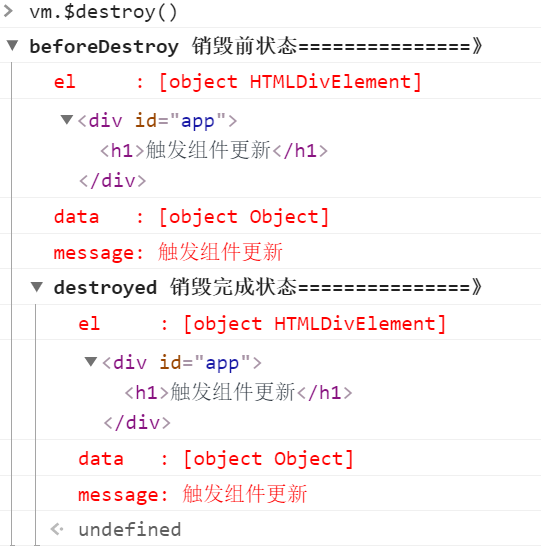 > vm.$destroy()
▼ beforeDestroy 销毁前状态===============》
el     : [object HTMLDivElement]
▼<div id="app">
<h1>触发组件更新</h1>
</div>
data   : [object Object]
message: 触发组件更新
▼ destroyed 销毁完成状态===============》
el     : [object HTMLDivElement]
▼<div id="app">
<h1>触发组件更新</h1>
</div>
data   : [object Object]
message: 触发组件更新
undefined